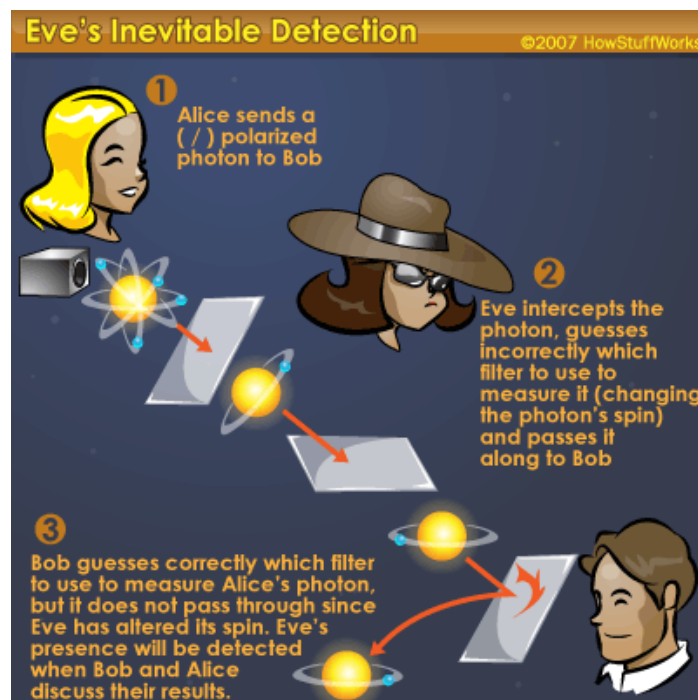 Eve's Inevitable Detection
©2007 HowStuffWorks
1
Alice sends a
( / ) polarized
photon to Bob
2
Eve intercepts the
photon, guesses
incorrectly which
filter to use to
measure it (changing
the photon's spin)
and passes it
along to Bob
3
Bob guesses correctly which filter
to use to measure Alice's photon,
but it does not pass through since
Eve has altered its spin. Eve's
presence will be detected
when Bob and Alice
discuss their results.